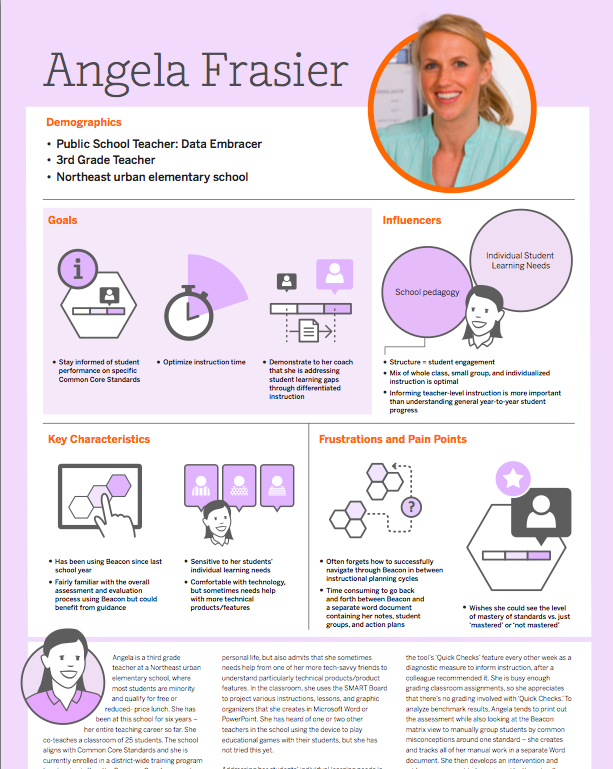 Angela Frasier
Demographics
• Public School Teacher: Data Embracer
• 3rd Grade Teacher
• Northeast urban elementary school
Goals
i
• Stay informed of student
performance on specific
Common Core Standards
• Optimize instruction time
• Demonstrate to her coach
that she is addressing
student learning gaps
through differentiated
instruction
Influencers
School pedagogy
Individual Student
Learning Needs
• Structure = student engagement
• Mix of whole class, small group, and individualized
instruction is optimal
• Informing teacher-level instruction is more important
than understanding general year-to-year student
progress
Key Characteristics
• Has been using Beacon since last
school year
• Fairly familiar with the overall
assessment and evaluation
process using Beacon but could
benefit from guidance
• Sensitive to her students'
individual learning needs
• Comfortable with technology,
but sometimes needs help
with more technical
products/features
Frustrations and Pain Points
?
• Often forgets how to successfully
navigate through Beacon in between
instructional planning cycles
• Time consuming to go back
and forth between Beacon and
a separate word document
containing her notes, student
groups, and action plans
• Wishes she could see the level
of mastery of standards vs. just
'mastered' or 'not mastered'
Angela is a third grade
teacher at a Northeast urban
elementary school, where
most students are minority
and qualify for free or
reduced- price lunch. She has
been at this school for six years –
her entire teaching career so far. She
co-teaches a classroom of 25 students. The school
aligns with Common Core Standards and she is
currently enrolled in a district-wide training program
personal life, but also admits that she sometimes
needs help from one of her more tech-savvy friends to
understand particularly technical products/product
features. In the classroom, she uses the SMART Board
to project various instructions, lessons, and graphic
organizers that she creates in Microsoft Word or
PowerPoint. She has heard of one or two other
teachers in the school using the device to play
educational games with their students, but she has
not tried this yet.
Addressing her students' individual learning needs is
the tool's 'Quick Checks' feature every other week as a
diagnostic measure to inform instruction, after a
colleague recommended it. She is busy enough
grading classroom assignments, so she appreciates
that there's no grading involved with 'Quick Checks.' To
analyze benchmark results, Angela tends to print out
the assessment while also looking at the Beacon
matrix view to manually group students by common
misconceptions around one standard – she creates
and tracks all of her manual work in a separate Word
document. She then develops an intervention and